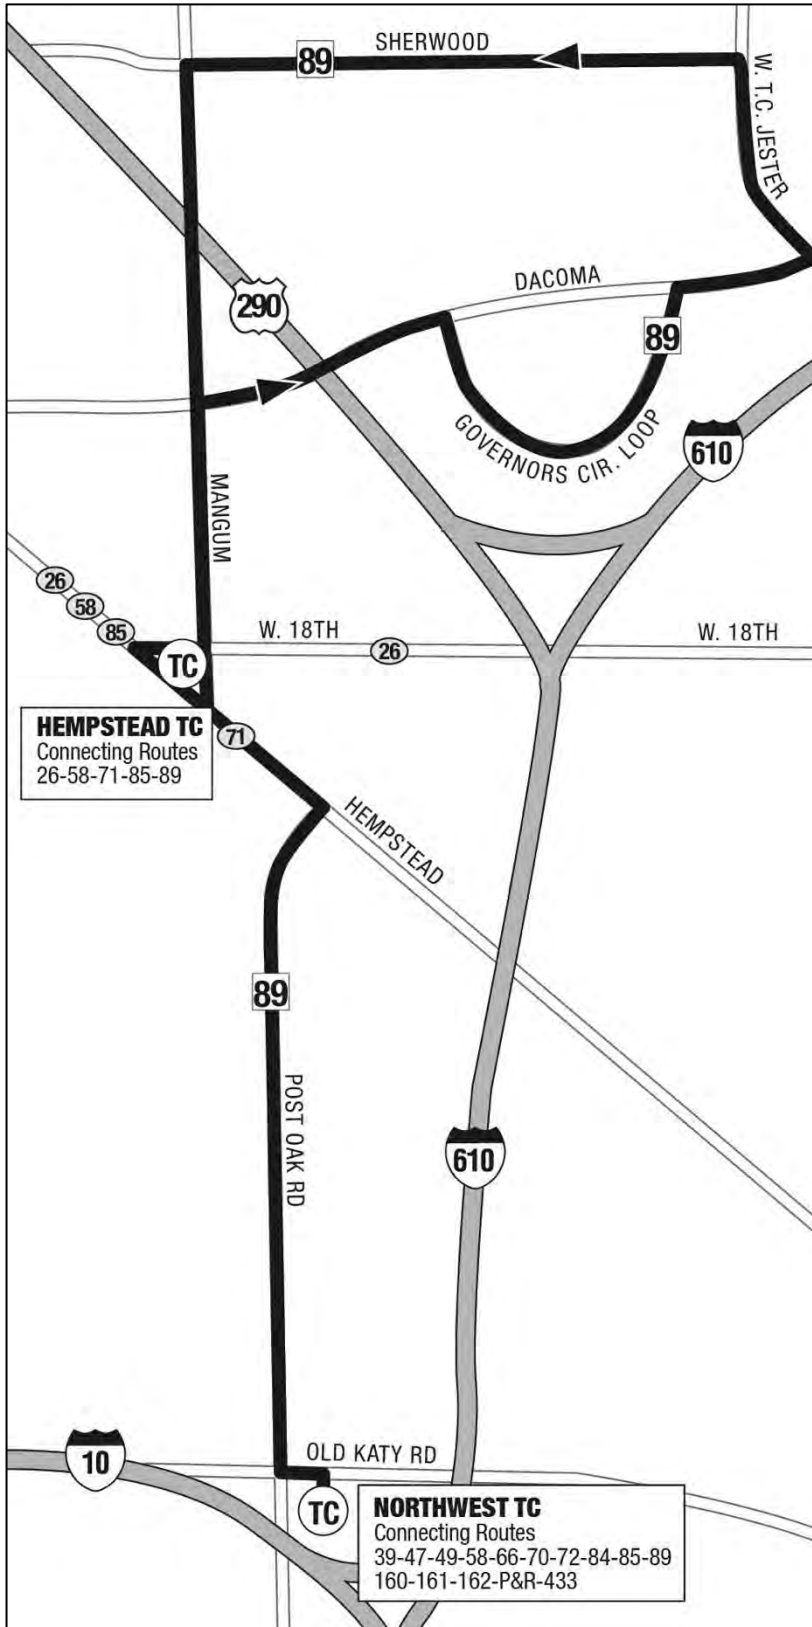 SHERWOOD
89
W. T.C. JESTER
DACOMA
290
89
GOVERNORS CIR. LOOP
610
MANGUM
26
58
85
W. 18TH
26
W. 18TH
TC
HEMPSTEAD TC
Connecting Routes
26-58-71-85-89
71
HEMPSTEAD
89
POST OAK RD
610
10
OLD KATY RD
TC
NORTHWEST TC
Connecting Routes
39-47-49-58-66-70-72-84-85-89
160-161-162-P&R-433